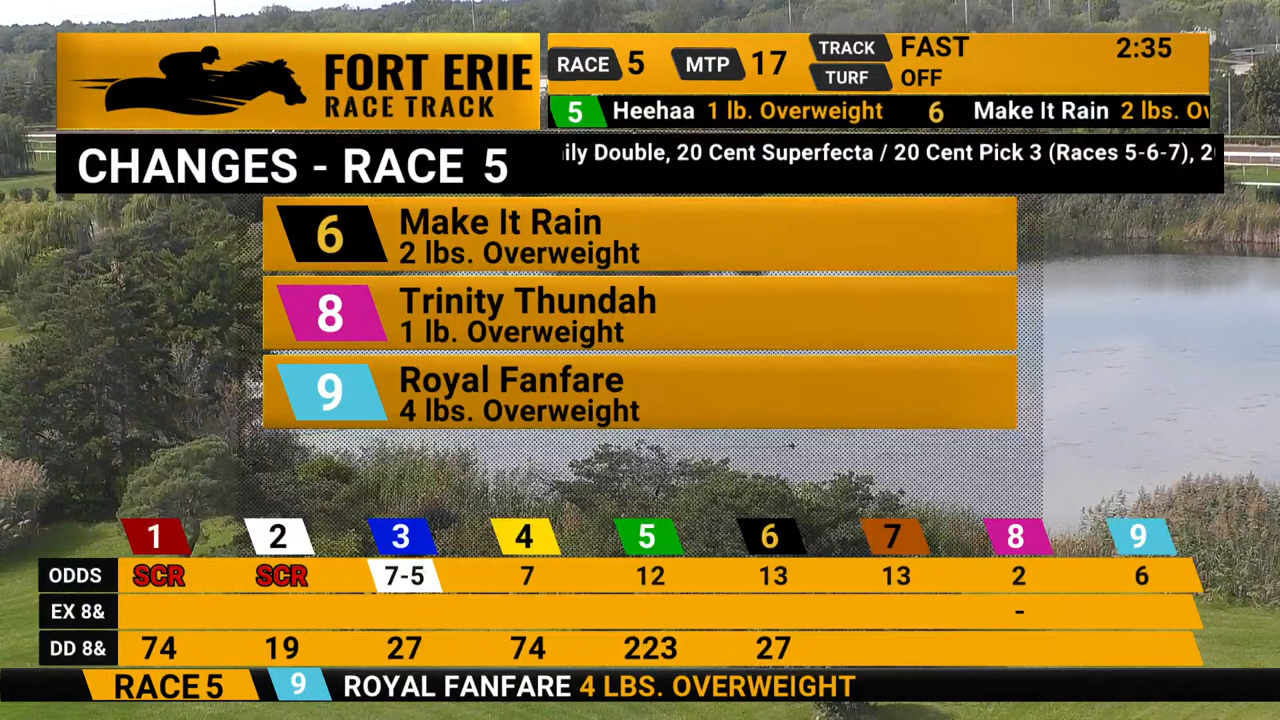 FORT ERIE
RACE TRACK
RACE 5 MTP 17 TRACK FAST 2:35
TURF OFF
5 Heehaa 1 lb. Overweight 6 Make It Rain 2 lbs.
CHANGES - RACE 5
Double, 20 Cent Superfecta / 20 Cent Pick 3 (Races 5-6-7),
6 Make It Rain
2 lbs. Overweight
8 Trinity Thundah
1 lb. Overweight
9 Royal Fanfare
4 lbs. Overweight
1 2 3 4 5 6 7 8 9
ODDS SCR SCR 7-5 7 12 13 13 2 6
EX 8& -
DD 8& 74 19 27 74 223 27
RACE 5 9 ROYAL FANFARE 4 LBS. OVERWEIGHT